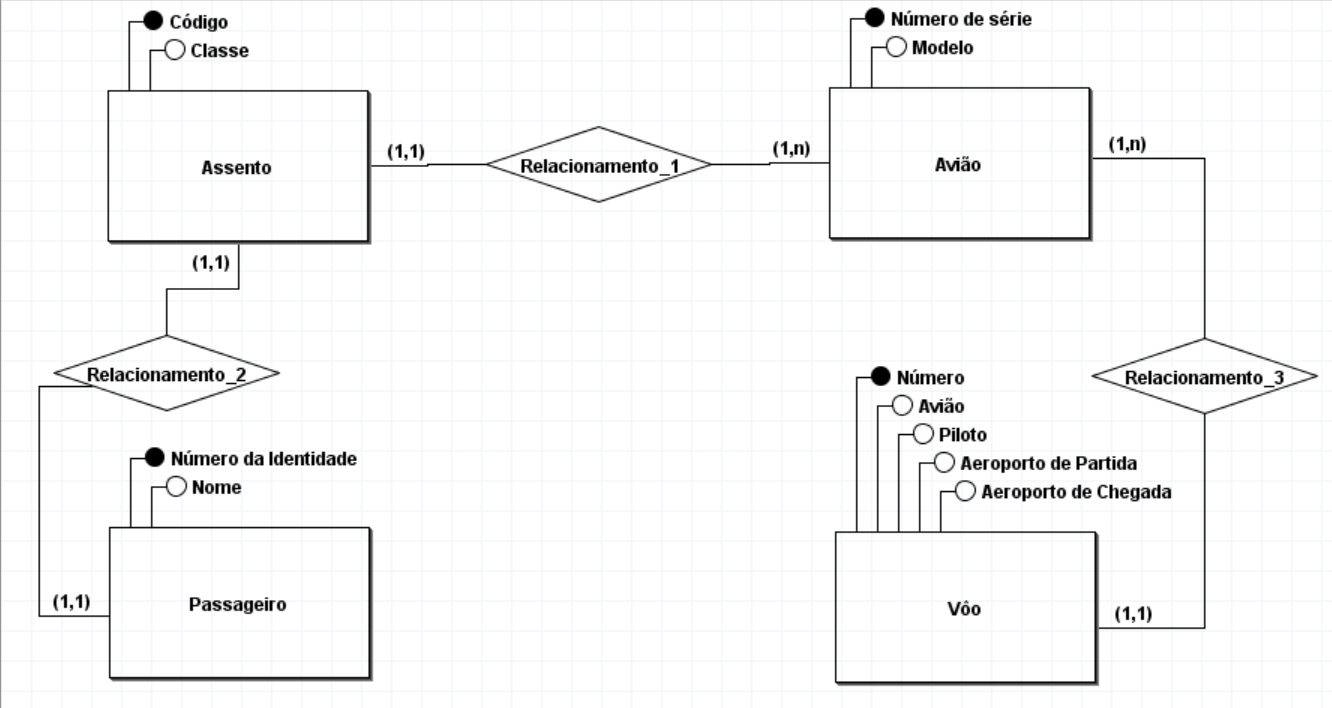 Código
Classe
Assento
(1,1)
Relacionamento_1
(1,n)
Número de série
Modelo
Avião
(1,n)
(1,1)
Relacionamento_2
Número da Identidade
Nome
(1,1)
Passageiro
Relacionamento_3
Número
Avião
Piloto
Aeroporto de Partida
Aeroporto de Chegada
Vôo
(1,1)